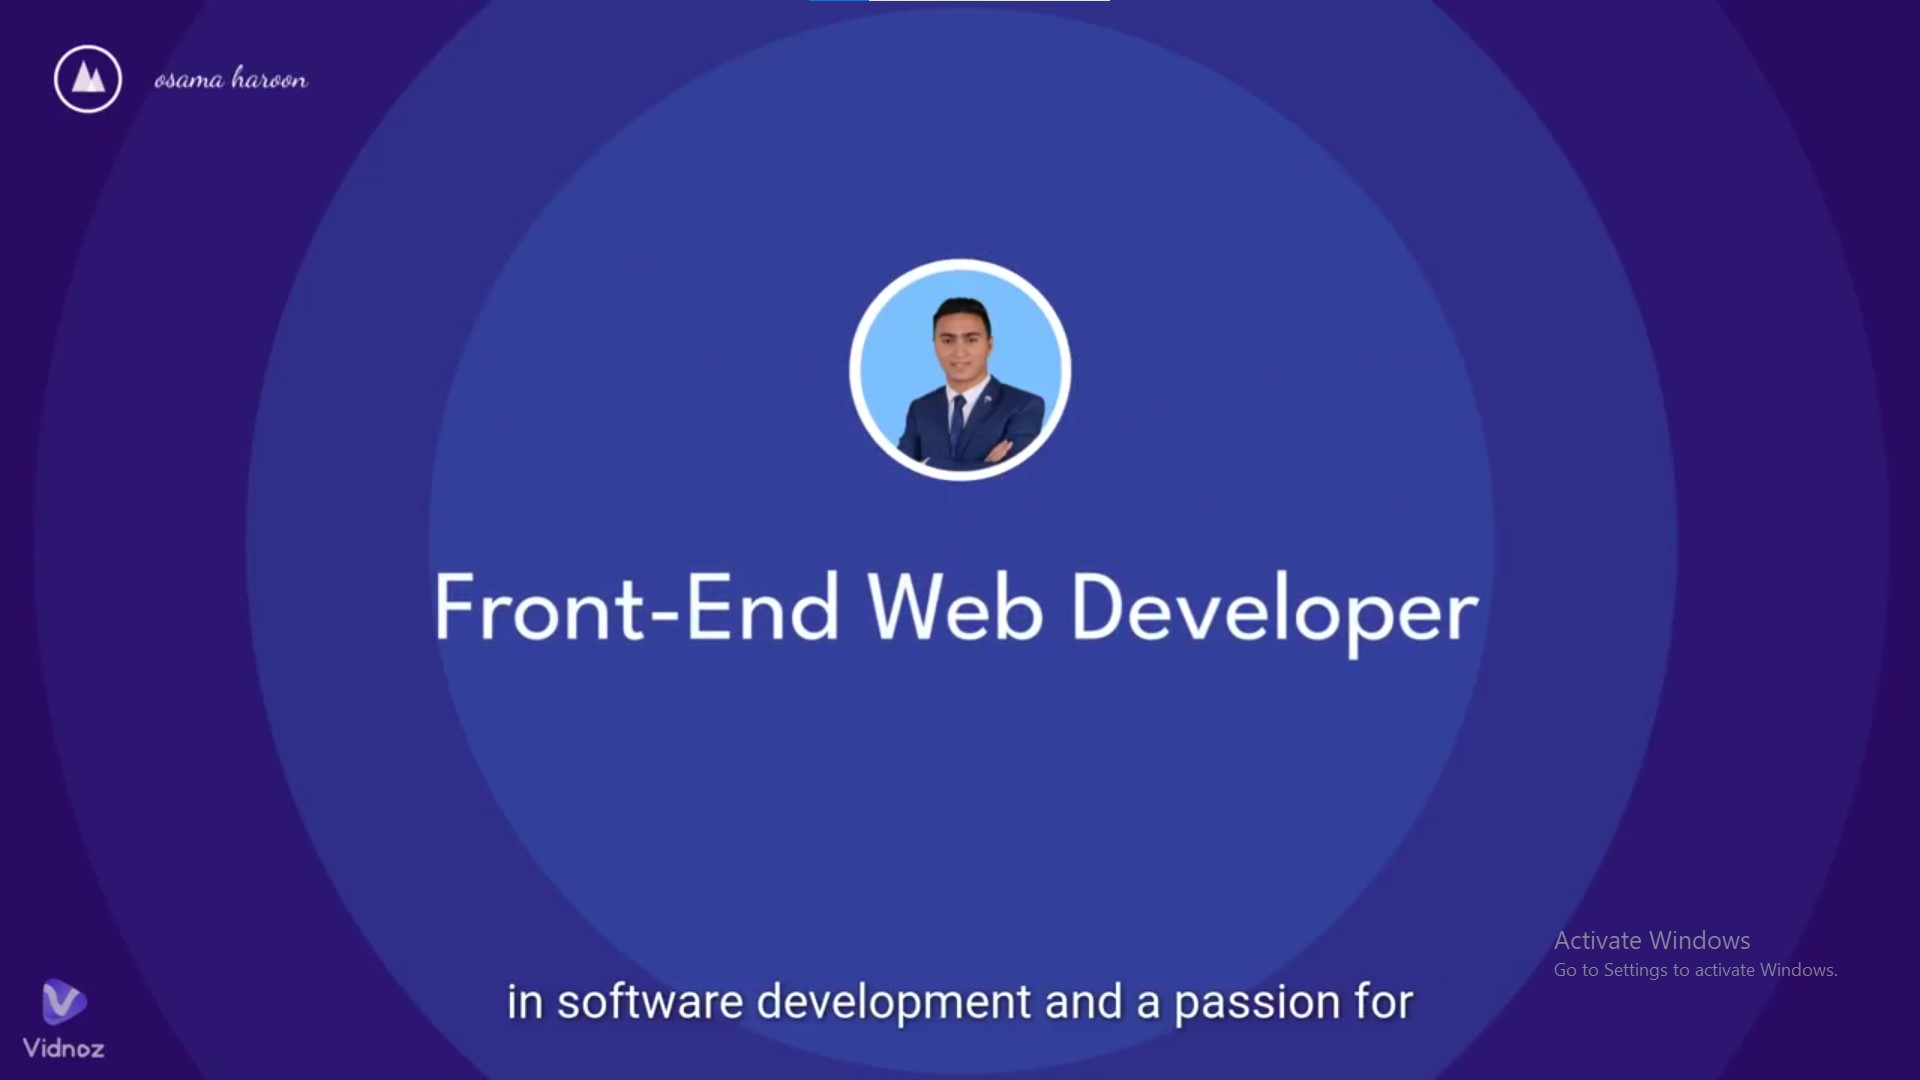 osama haroon
Front-End Web Developer
in software development and a passion for
Activate Windows
Go to Settings to activate Windows.
Vidnoz